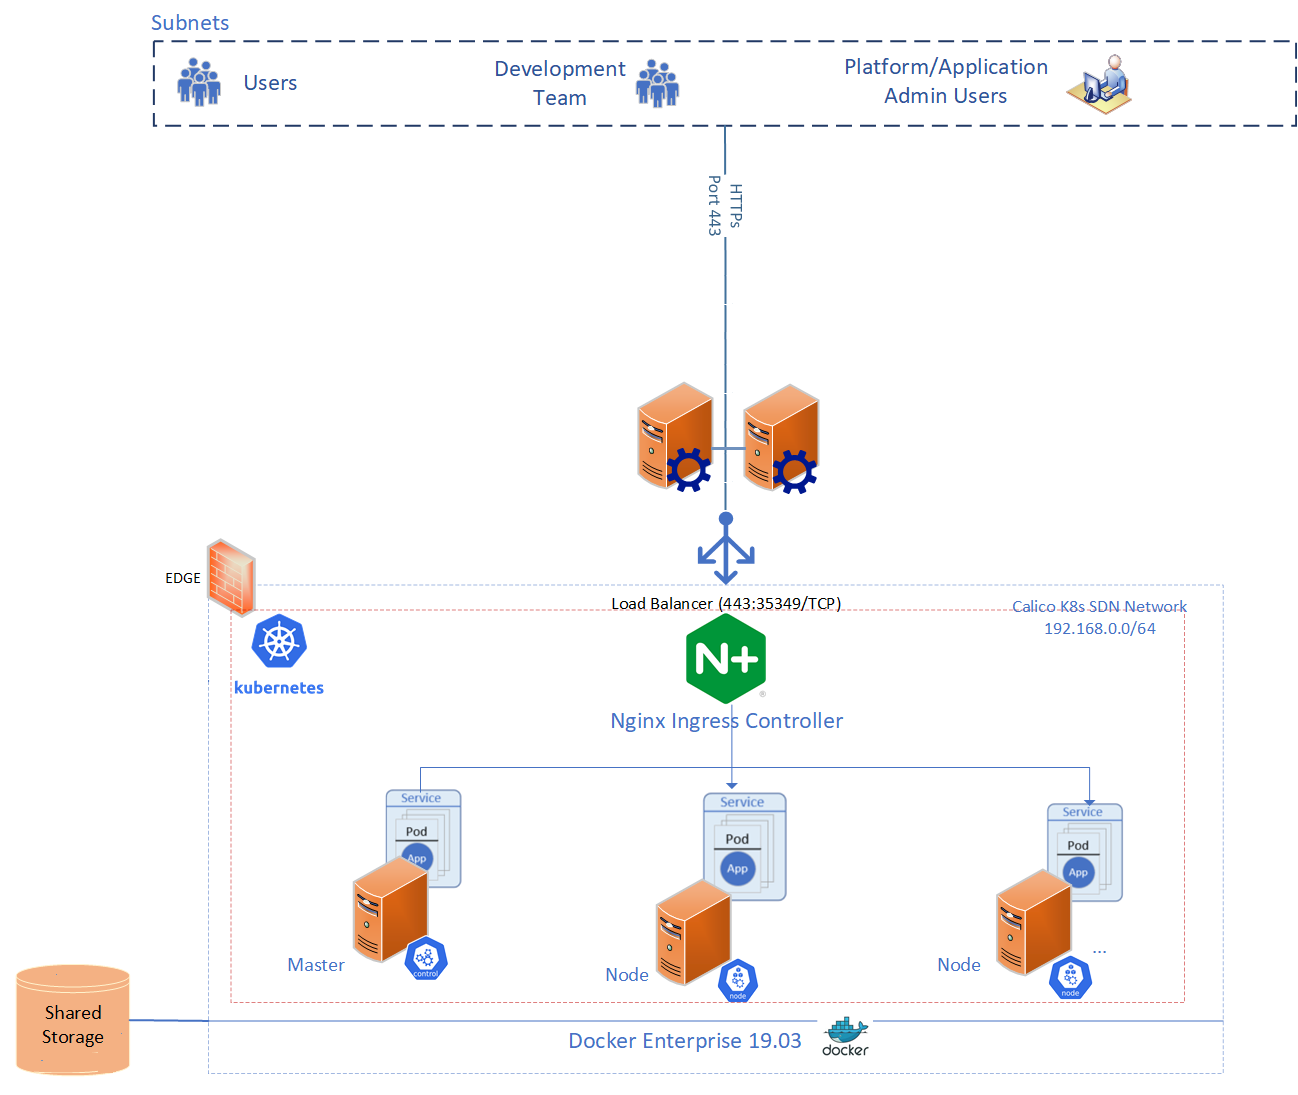 Subnets
Users
Development
Team
Platform/Application
Admin Users
HTTPs
Port 443
EDGE
Load Balancer (443:35349/TCP)
Calico K8s SDN Network
192.168.0.0/64
kubernetes
N+
®
Nginx Ingress Controller
Service
Pod
App
Service
Pod
App
Service
Pod
App
Master
control
Node
node
Node
node
...
Shared
Storage
Docker Enterprise 19.03
docker